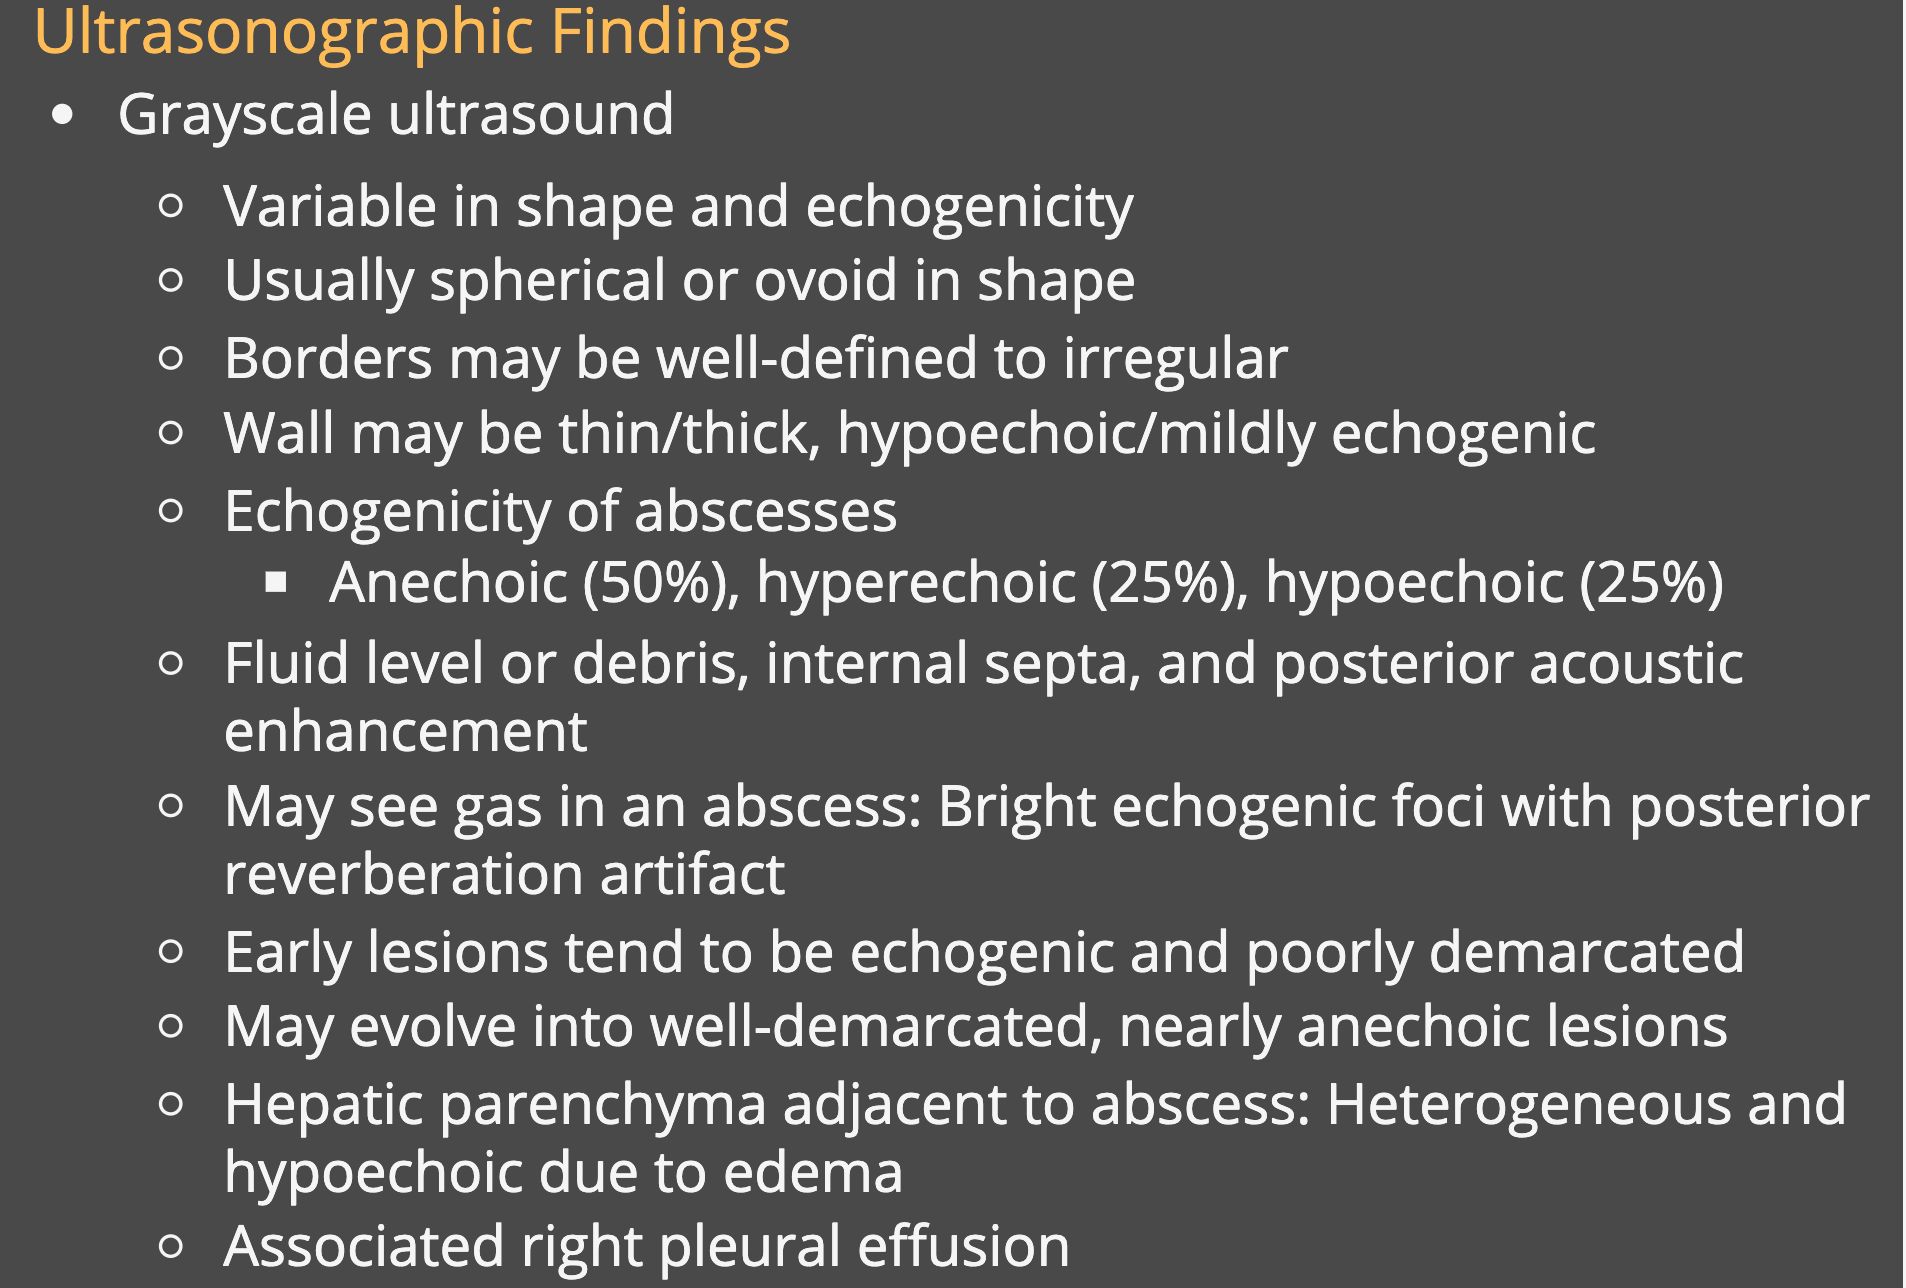 Ultrasonographic Findings
• Grayscale ultrasound
○ Variable in shape and echogenicity
○ Usually spherical or ovoid in shape
○ Borders may be well-defined to irregular
○ Wall may be thin/thick, hypoechoic/mildly echogenic
○ Echogenicity of abscesses
▪ Anechoic (50%), hyperechoic (25%), hypoechoic (25%)
○ Fluid level or debris, internal septa, and posterior acoustic
enhancement
○ May see gas in an abscess: Bright echogenic foci with posterior
reverberation artifact
○ Early lesions tend to be echogenic and poorly demarcated
○ May evolve into well-demarcated, nearly anechoic lesions
○ Hepatic parenchyma adjacent to abscess: Heterogeneous and
hypoechoic due to edema
○ Associated right pleural effusion